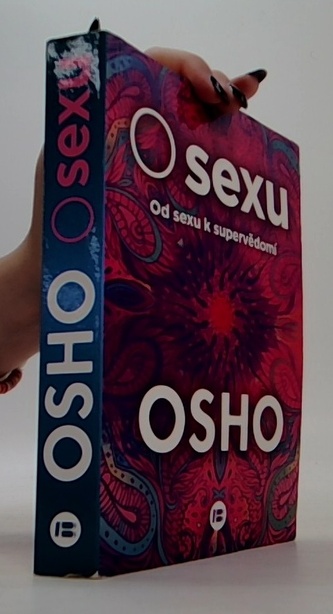 O sexu
Od sexu k supervědomí
OSHO
OSHO O sexu